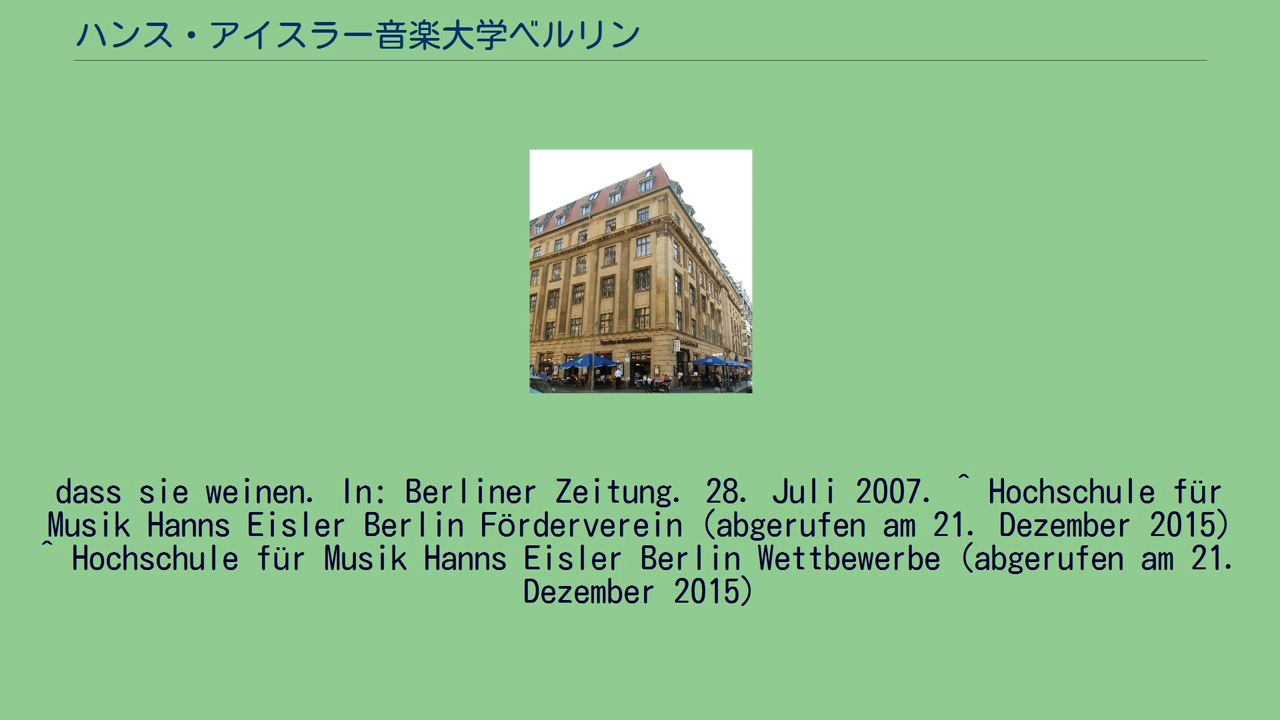 ハンス・アイスラー音楽大学ベルリン
dass sie weinen. In: Berliner Zeitung. 28. Juli 2007. ^ Hochschule für
Musik Hanns Eisler Berlin Förderverein (abgerufen am 21. Dezember 2015)
^ Hochschule für Musik Hanns Eisler Berlin Wettbewerbe (abgerufen am 21.
Dezember 2015)